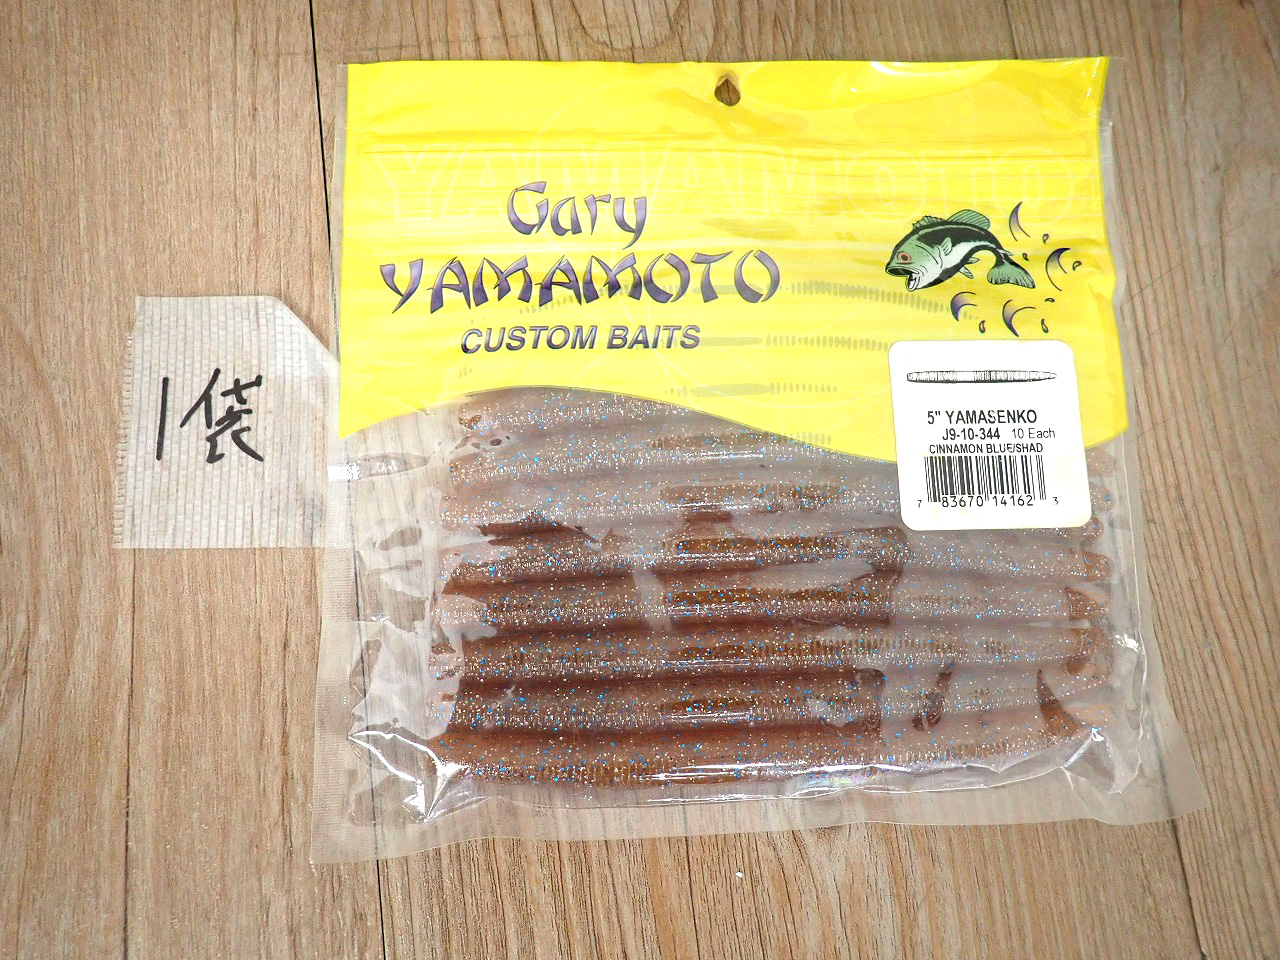 1袋
YAMAMOTO
Gary
YAMAMOTO
CUSTOM BAITS
5" YAMASENKO
J9-10-344 10 Each
CINNAMON BLUE/SHAD
7 83670 14162 3